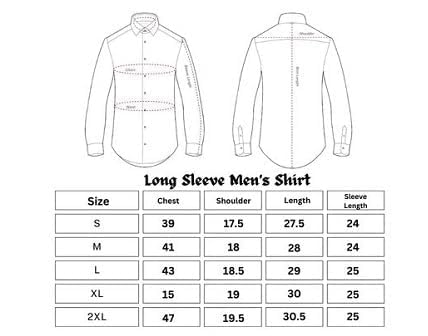 Shoulder
Chest
Sleeve Length
Waist
Long Sleeve Men's Shirt
Size Chest Shoulder Length Sleeve Length
S 39 17.5 27.5 24
M 41 18 28 24
L 43 18.5 29 25
XL 15 19 30 25
2XL 47 19.5 30.5 25